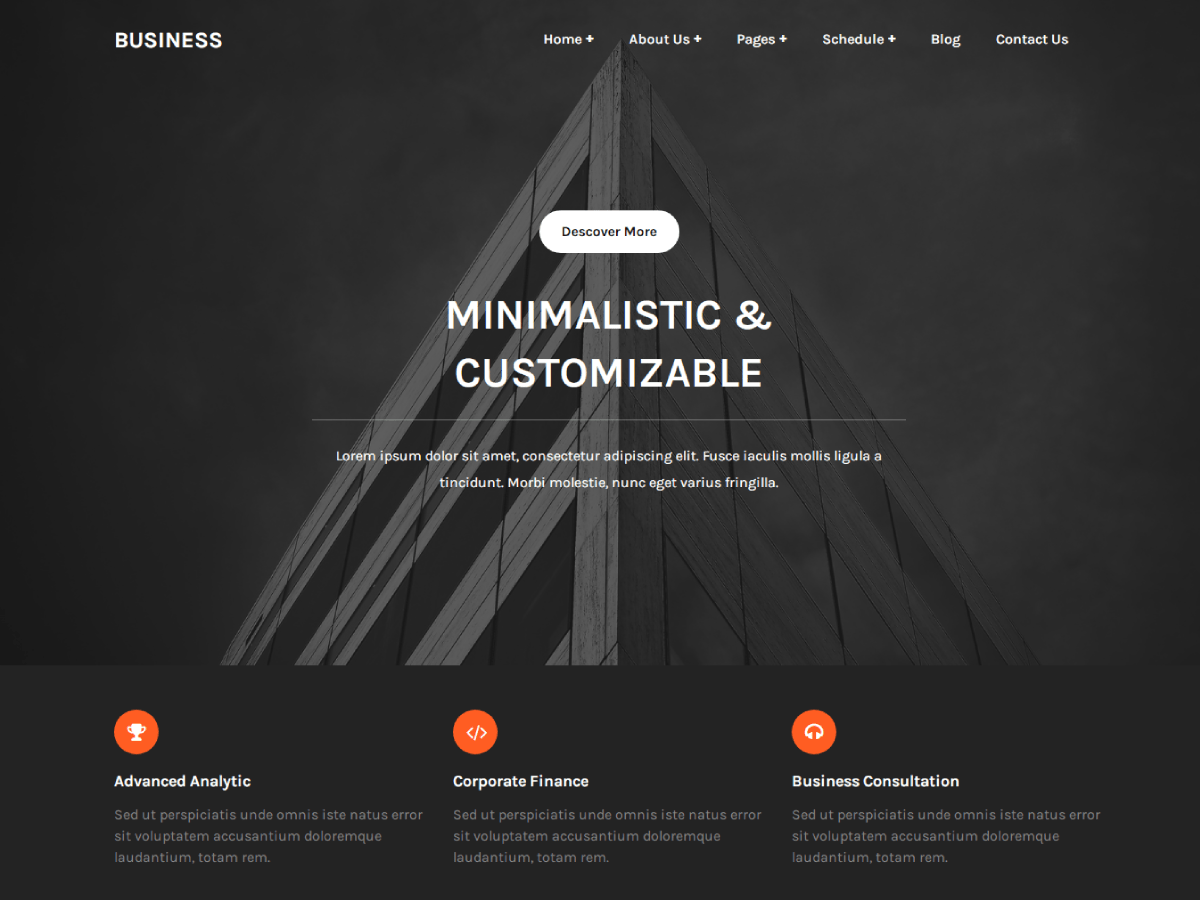 BUSINESS
Home + About Us + Pages + Schedule + Blog Contact Us
Descover More
MINIMALISTIC &
CUSTOMIZABLE
Lorem ipsum dolor sit amet, consectetur adipiscing elit. Fusce iaculis mollis ligula a
tincidunt. Morbi molestie, nunc eget varius fringilla.
Advanced Analytic
Sed ut perspiciatis unde omnis iste natus error
sit voluptatem accusantium doloremque
laudantium, totam rem.
Corporate Finance
Sed ut perspiciatis unde omnis iste natus error
sit voluptatem accusantium doloremque
laudantium, totam rem.
Business Consultation
Sed ut perspiciatis unde omnis iste natus error
sit voluptatem accusantium doloremque
laudantium, totam rem.